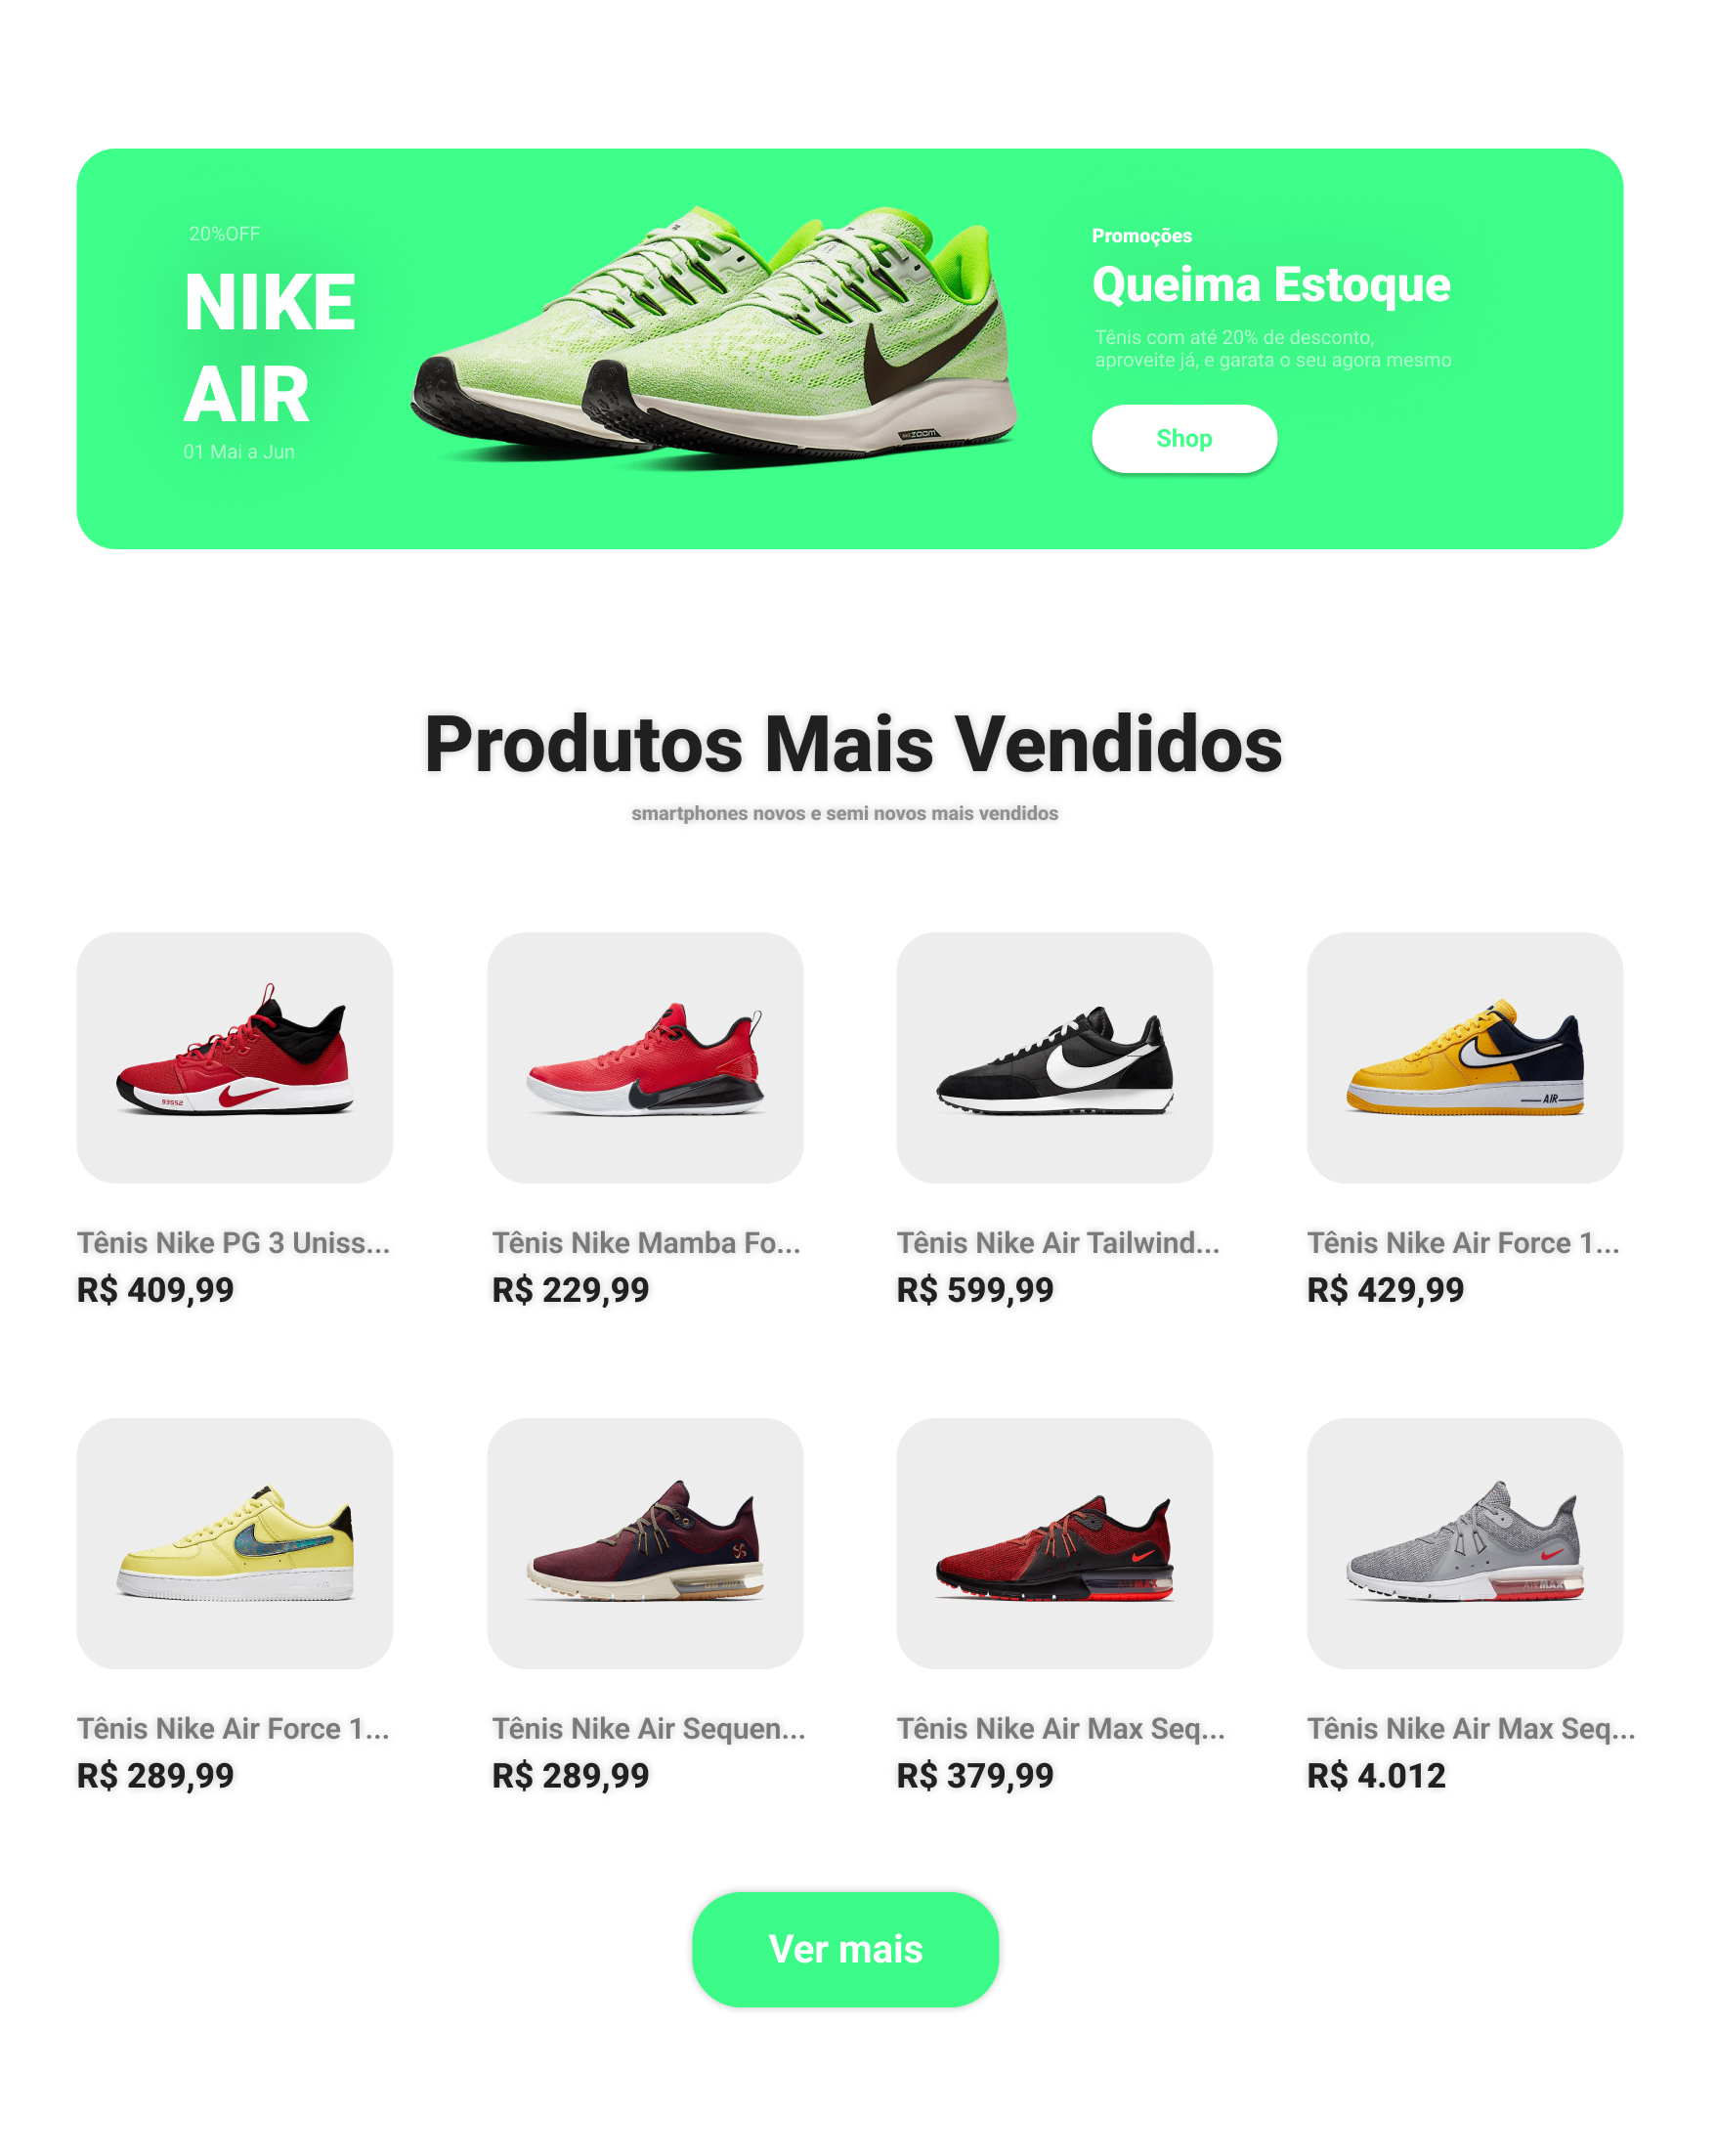 20%OFF
NIKE
AIR
01 Mai a Jun
ZOOM
Promoções
Queima Estoque
Tênis com até 20% de desconto,
aproveite já, e garata o seu agora mesmo
Shop
Produtos Mais Vendidos
smartphones novos e semi novos mais vendidos
AIR
Tênis Nike PG 3 Uniss...
R$ 409,99
Tênis Nike Mamba Fo...
R$ 229,99
Tênis Nike Air Tailwind...
R$ 599,99
Tênis Nike Air Force 1...
R$ 429,99
AIR MAX
Tênis Nike Air Force 1...
R$ 289,99
Tênis Nike Air Sequen...
R$ 289,99
Tênis Nike Air Max Seq...
R$ 379,99
Tênis Nike Air Max Seq...
R$ 4.012
Ver mais